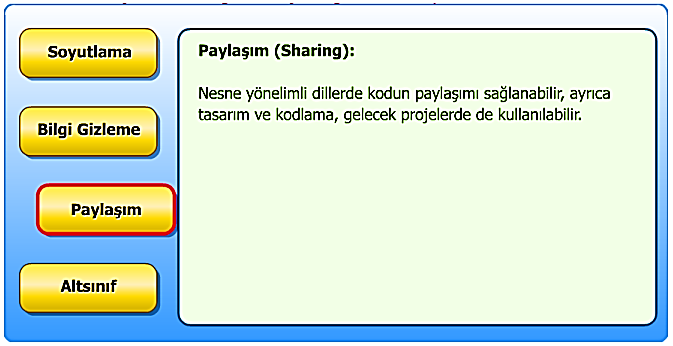 Soyutlama
Bilgi Gizleme
Paylaşım
Altsınıf
Paylaşım (Sharing):
Nesne yönelimli dillerde kodun paylaşımı sağlanabilir, ayrıca
tasarım ve kodlama, gelecek projelerde de kullanılabilir.